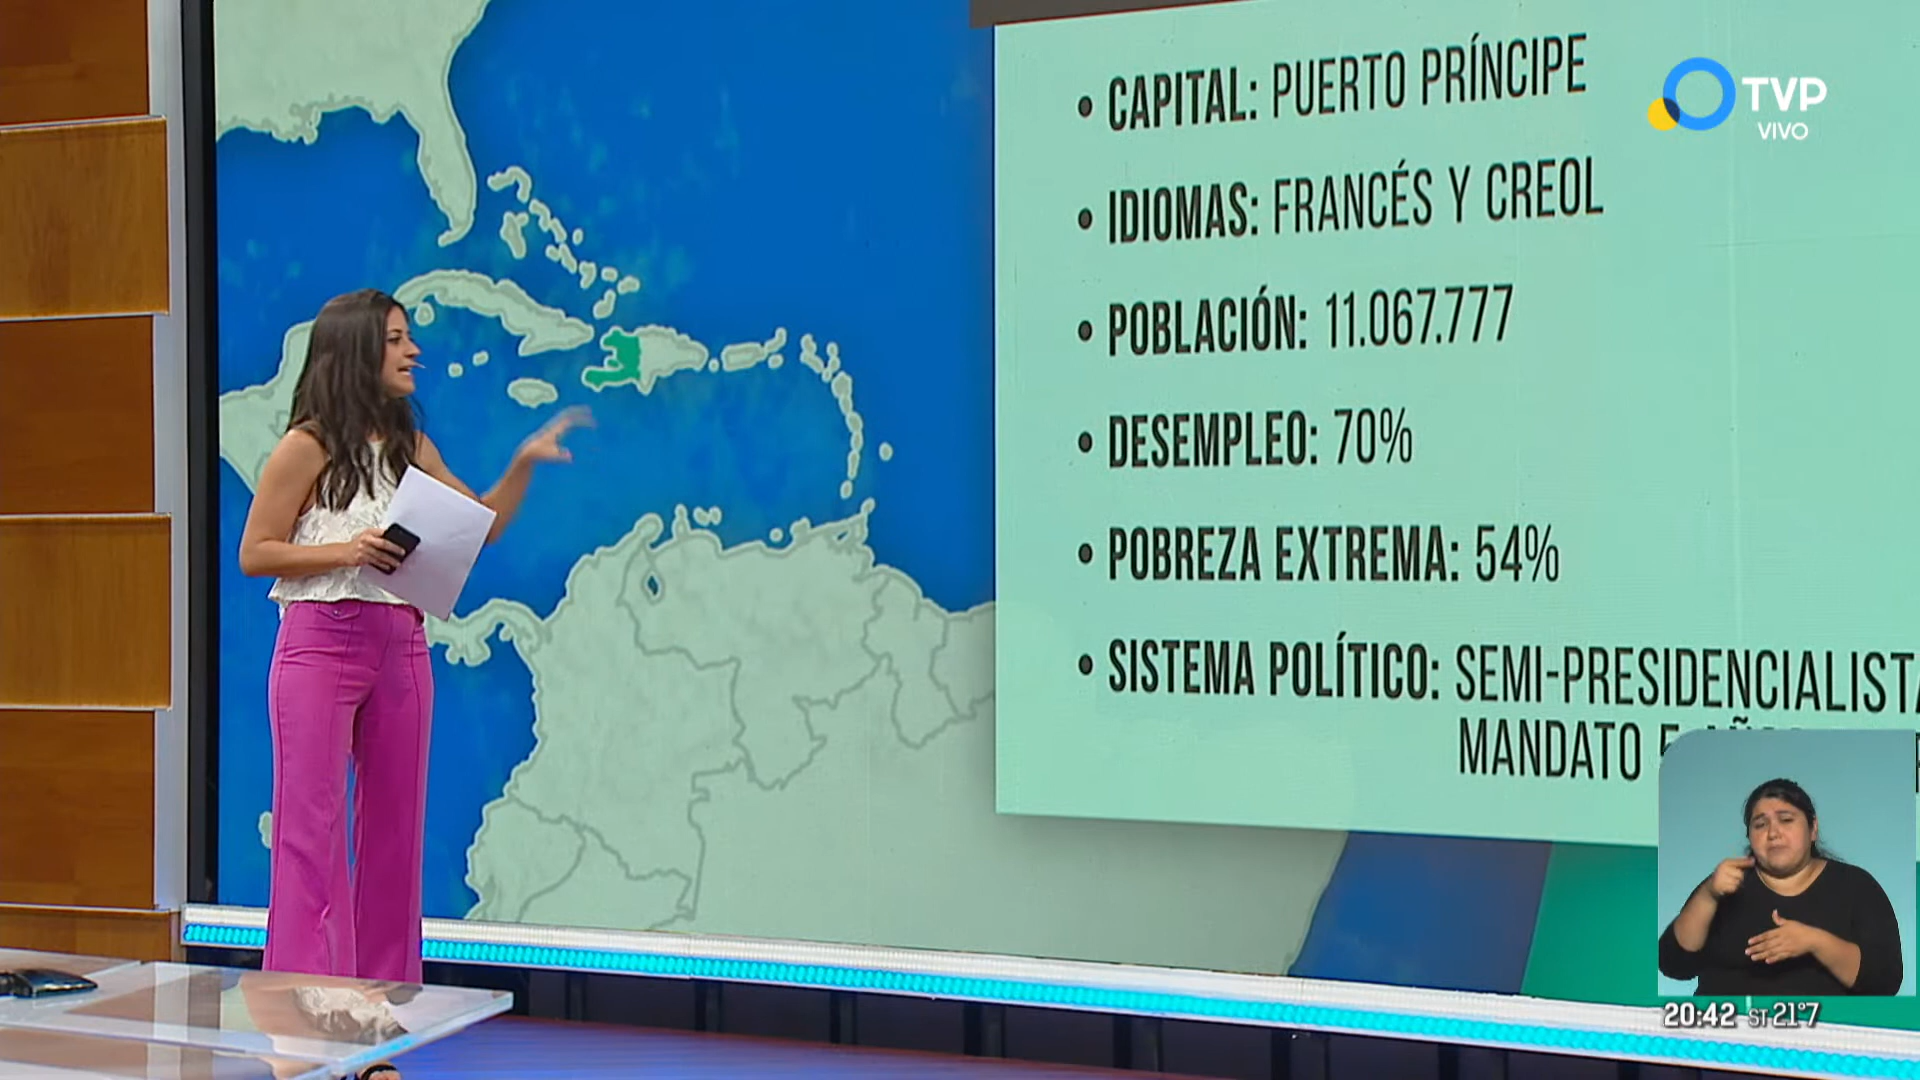 • CAPITAL: PUERTO PRÍNCIPE
TVP
VIVO
• IDIOMAS: FRANCÉS Y CREOL
• POBLACIÓN: 11.067.777
• DESEMPLEO: 70%
• POBREZA EXTREMA: 54%
• SISTEMA POLÍTICO: SEMI-PRESIDENCIALISTA
MANDATO 5
20:42 ST 21°7